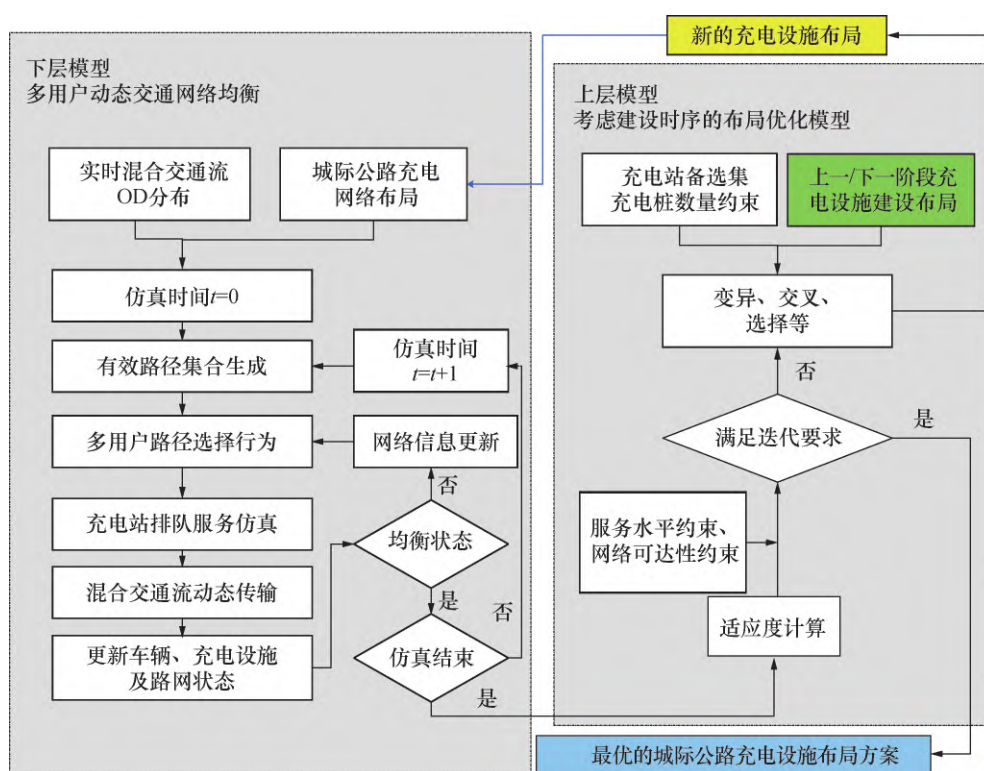 新的充电设施布局
下层模型
多用户动态交通网络均衡
实时混合交通流
OD分布
城际公路充电
网络布局
仿真时间t=0
有效路径集合生成
仿真时间
t=t+1
多用户路径选择行为
网络信息更新
否
充电站排队服务仿真
均衡状态
混合交通流动态传输
是
否
更新车辆、充电设施
及路网状态
仿真结束
是
上层模型
考虑建设时序的布局优化模型
充电站备选集
充电桩数量约束
上一/下一阶段充
电设施建设布局
变异、交叉、
选择等
否
满足迭代要求
是
服务水平约束、
网络可达性约束
适应度计算
最优的城际公路充电设施布局方案